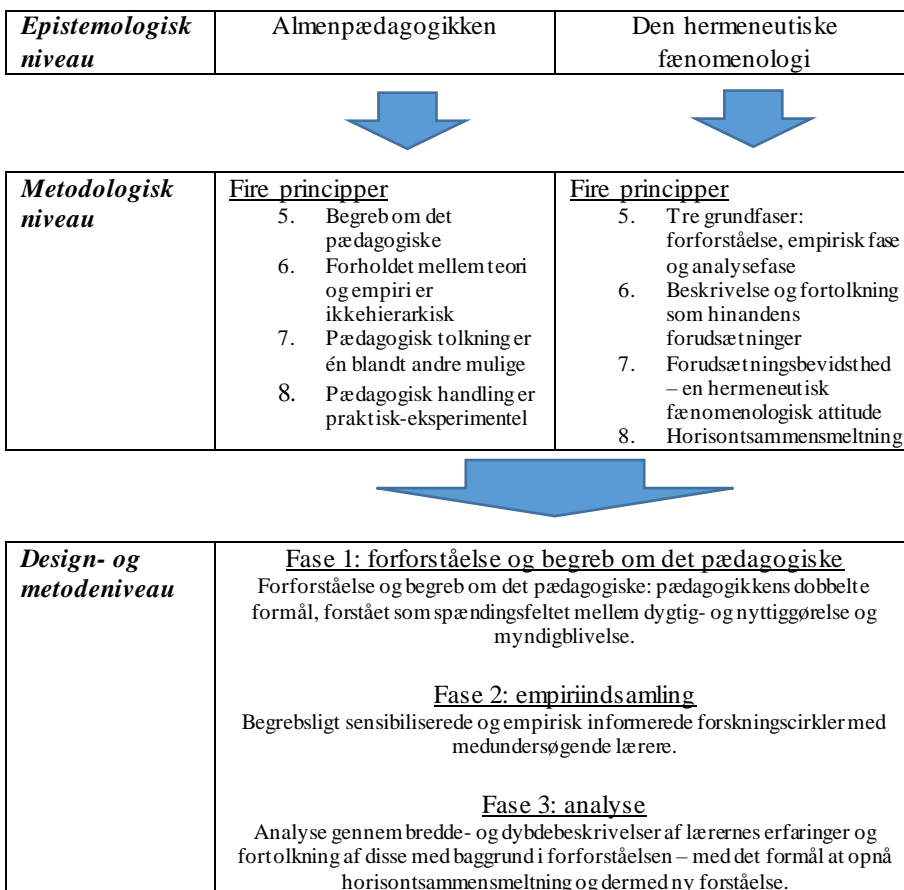 Epistemologisk
niveau
Almenpædagogikken
Den hermeneutiske
fænomenologi
Metodologisk
niveau
Fire principper
5. Begreb om det
pædagogiske
6. Forholdet mellem teori
og empiri er
ikkehierarkisk
7. Pædagogisk tolkning er
én blandt andre mulige
8. Pædagogisk handling er
praktisk-eksperimentel
Fire principper
5. Tre grundfaser:
forforståelse, empirisk fase
og analysefase
6. Beskrivelse og fortolkning
som hinandens
forudsætninger
7. Forudsætningsbevidsthed
– en hermeneutisk
fænomenologisk attitude
8. Horisontsammensmeltning
Design- og
metodeniveau
Fase 1: forforståelse og begreb om det pædagogiske
Forforståelse og begreb om det pædagogiske: pædagogikkens dobbelte
formål, forstået som spændingsfeltet mellem dygtig- og nyttiggørelse og
myndigblivelse.
Fase 2: empiriindsamling
Begrebsligt sensibiliserede og empirisk informerede forskningscirkler med
medundersøgende lærere.
Fase 3: analyse
Analyse gennem bredde- og dybdebeskrivelser af lærernes erfaringer og
fortolkning af disse med baggrund i forforståelsen – med det formål at opnå
horisontsammensmeltning og dermed ny forståelse.